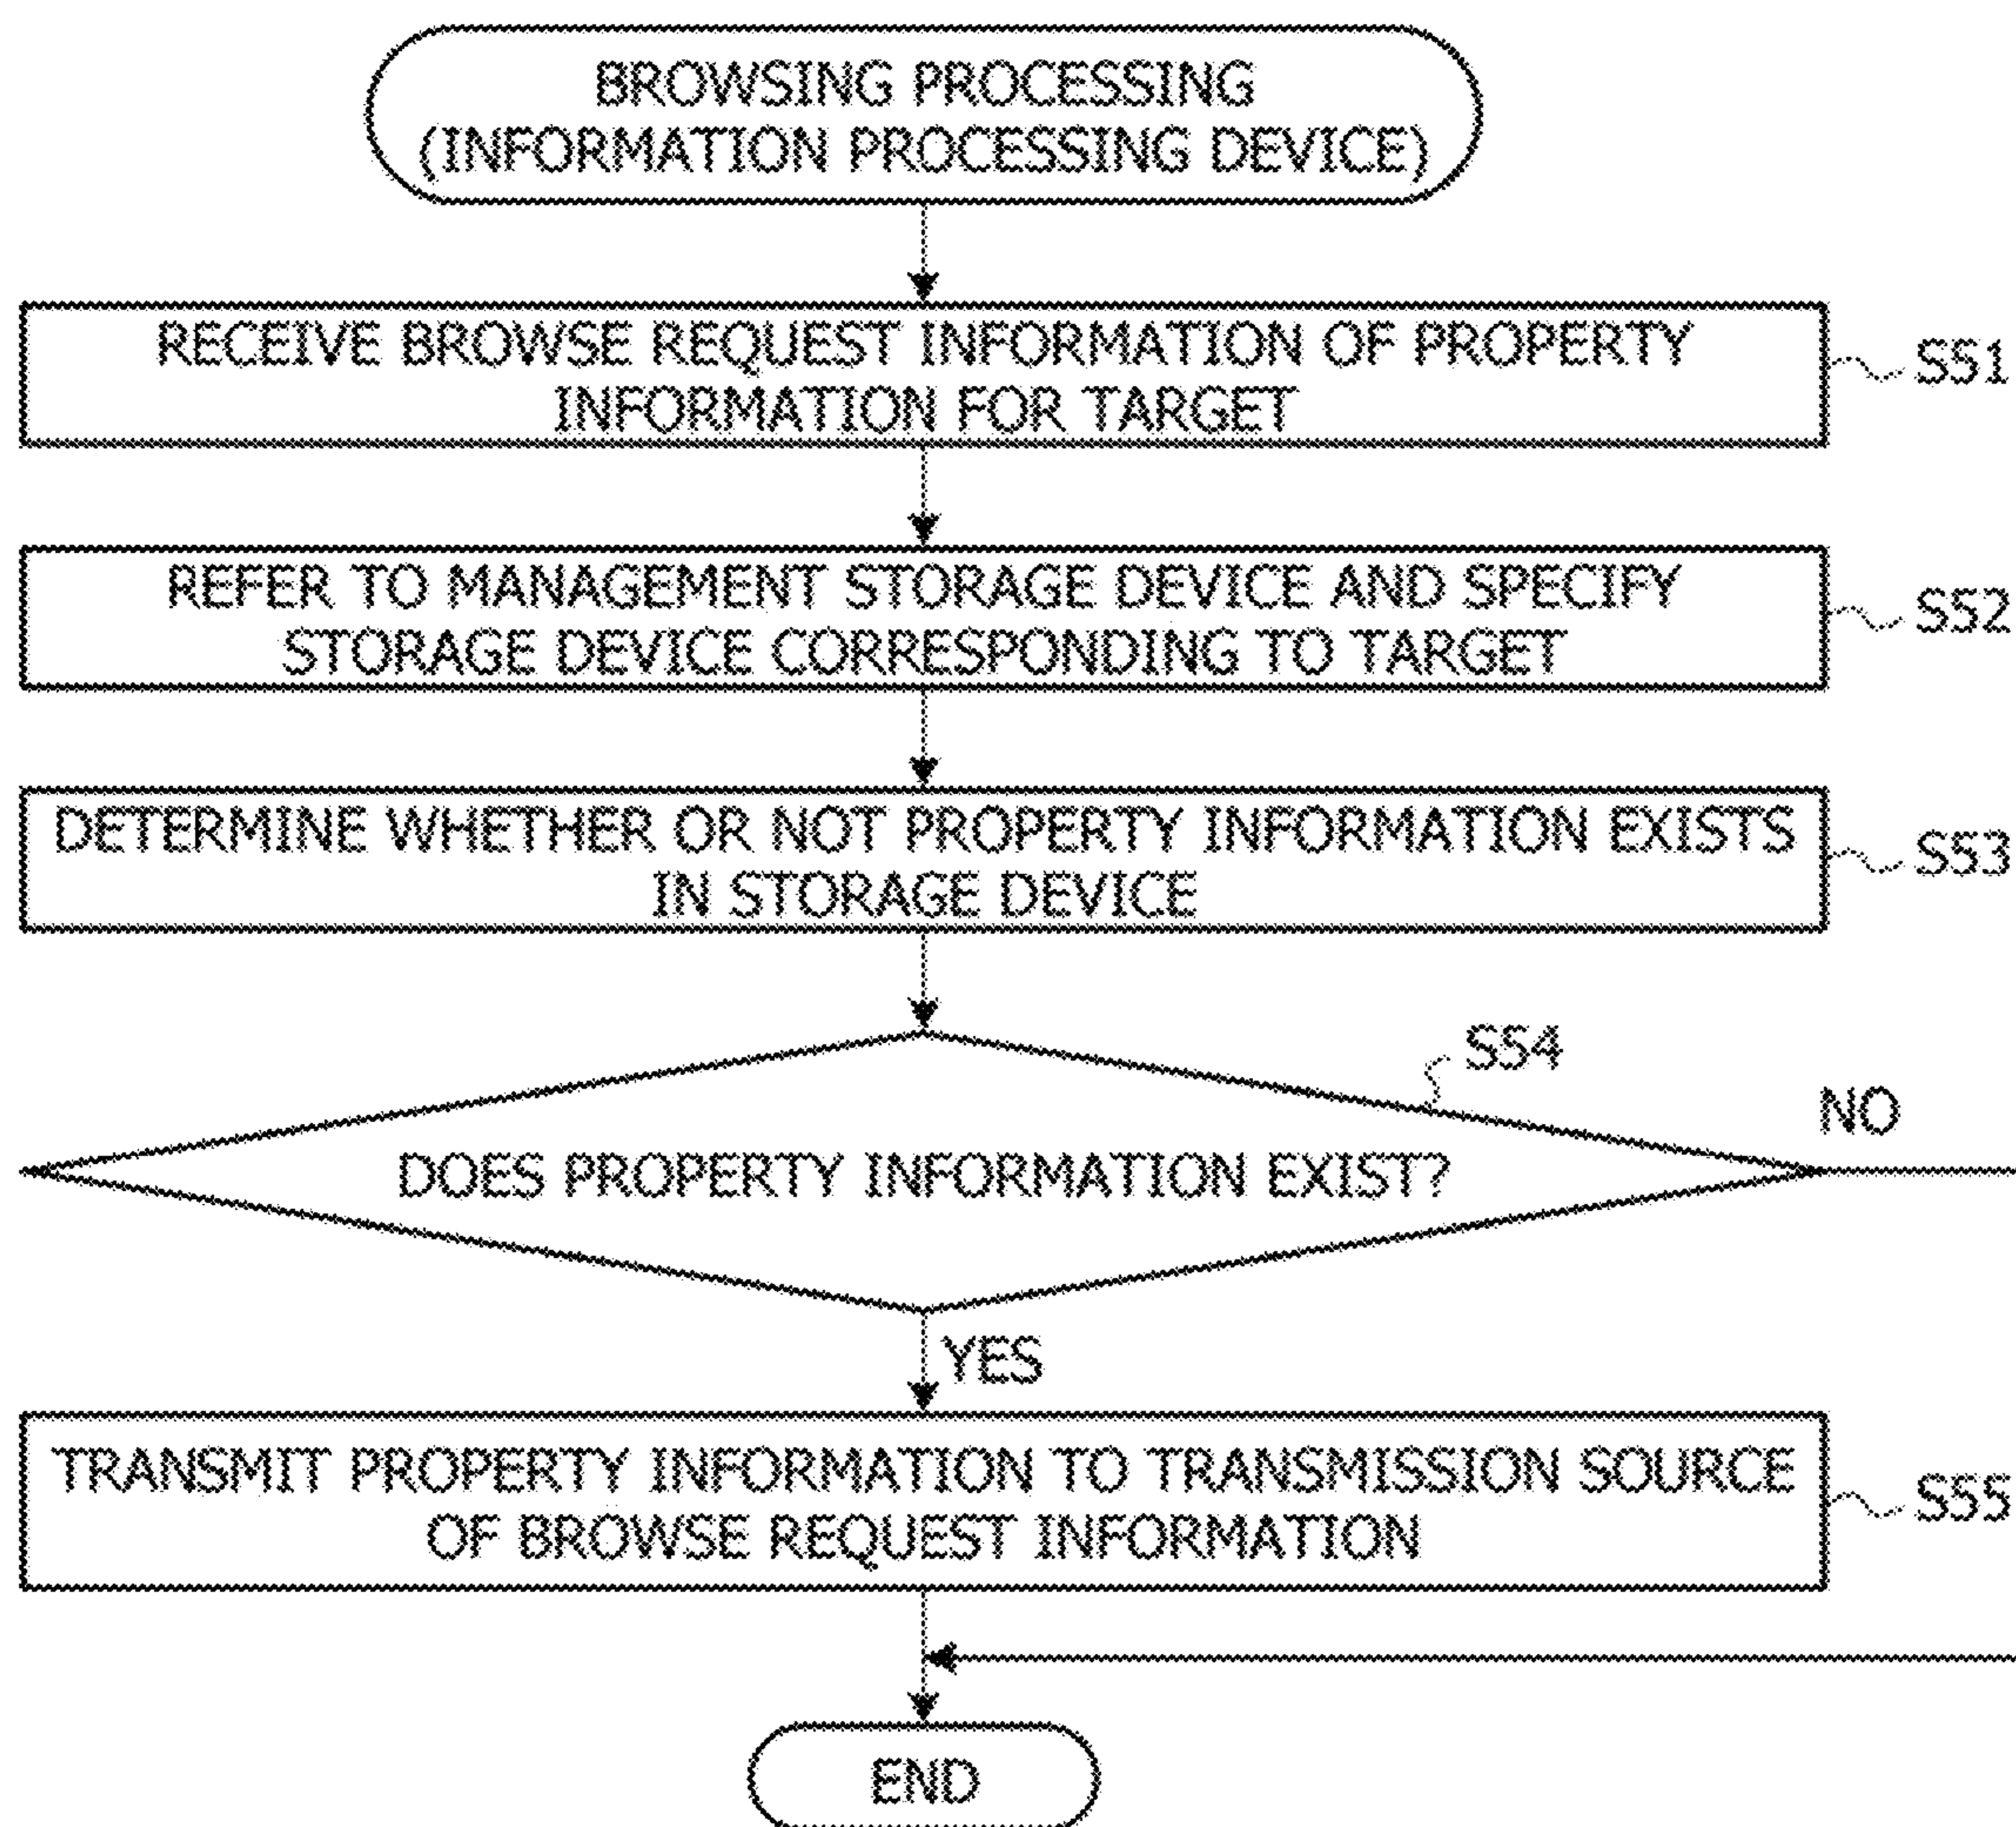 BROWSING PROCESSING
(INFORMATION PROCESSING DEVICE)
RECEIVE BROWSE REQUEST INFORMATION OF PROPERTY
INFORMATION FOR TARGET
S51
REFER TO MANAGEMENT STORAGE DEVICE AND SPECIFY
STORAGE DEVICE CORRESPONDING TO TARGET
S52
DETERMINE WHETHER OR NOT PROPERTY INFORMATION EXISTS
IN STORAGE DEVICE
S53
S54
NO
DOES PROPERTY INFORMATION EXIST?
YES
TRANSMIT PROPERTY INFORMATION TO TRANSMISSION SOURCE
OF BROWSE REQUEST INFORMATION
S55
END